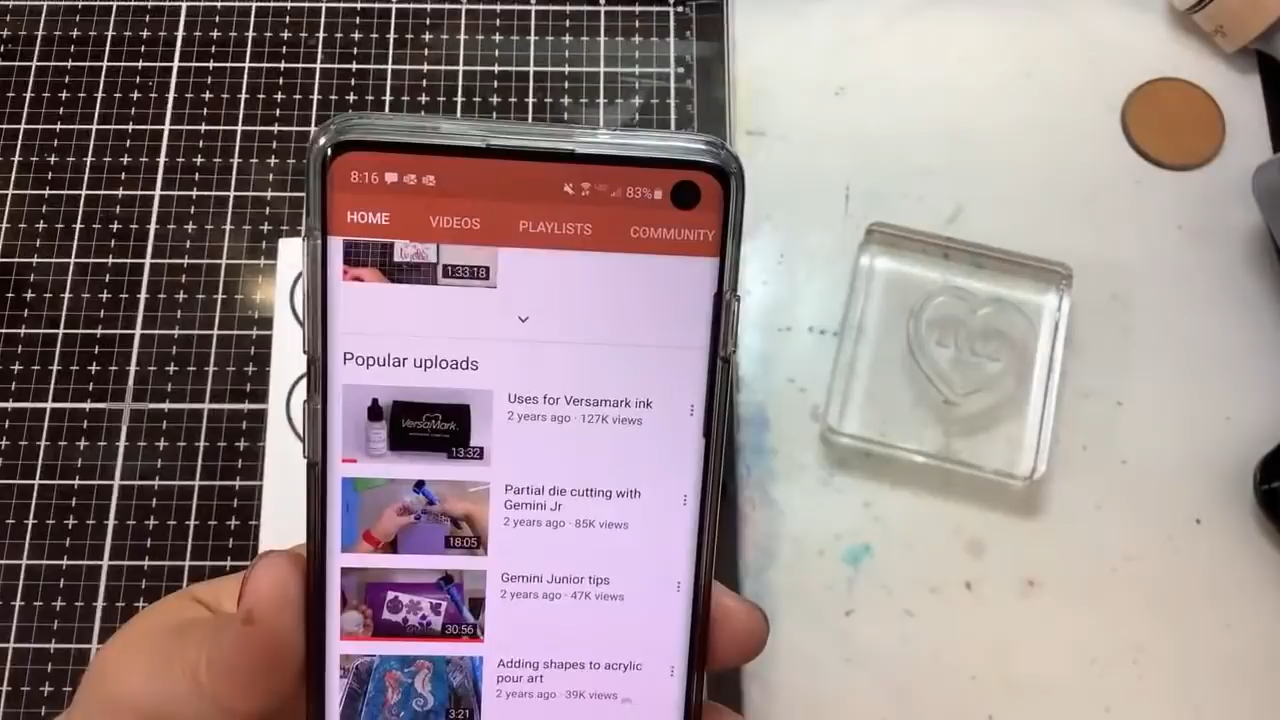 8:16 83%
HOME VIDEOS PLAYLISTS COMMUNITY
1:33:18
Popular uploads
VersaMark
13:32
Uses for Versamark ink
2 years ago · 127K views
18:05
Partial die cutting with
Gemini Jr
2 years ago · 85K views
30:56
Gemini Junior tips
2 years ago · 47K views
3:21
Adding shapes to acrylic
pour art
2 years ago · 39K views